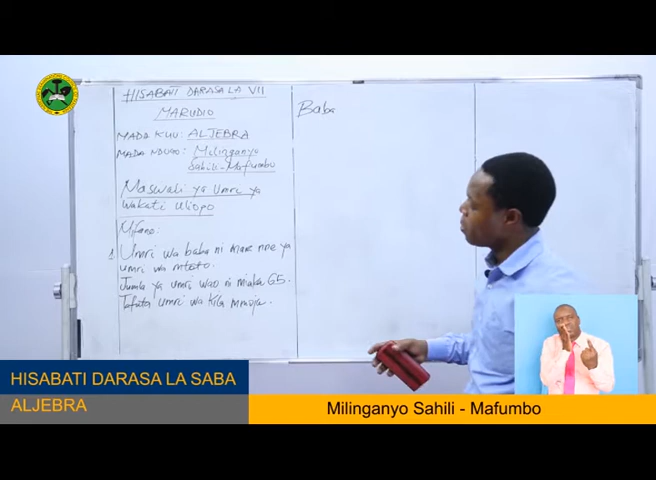 HISABATI DARASA LA VII
MARUDIO
MADA KUU: ALJEBRA
MADA NDOGO: Milinganyo
Sahili - Mafumbo
Maswali ya Umri ya
wakati uliopo
Mfano:
1 Umri wa baba ni mara nne ya
umri wa mtoto.
Jumla ya umri wao ni miaka 65.
Tafuta umri wa kila mmoja.
Baba
HISABATI DARASA LA SABA
ALJEBRA
Milinganyo Sahili - Mafumbo